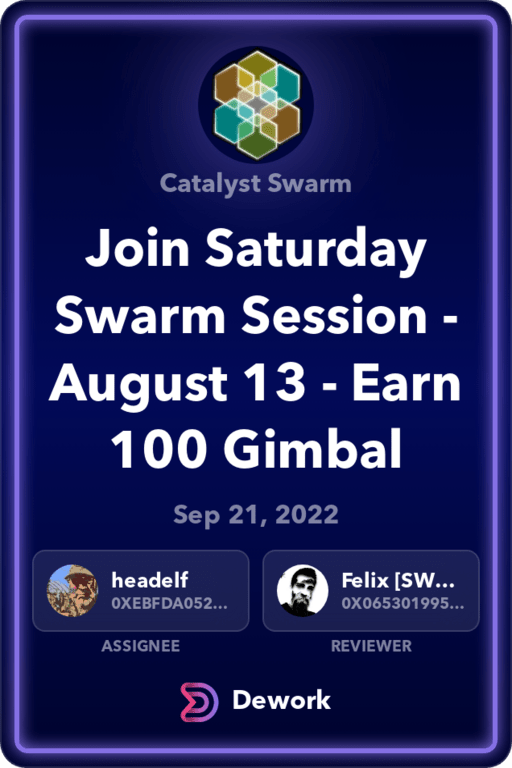 Catalyst Swarm
Join Saturday
Swarm Session -
August 13 - Earn
100 Gimbal
Sep 21, 2022
headelf
0XEBFDA052...
ASSIGNEE
Felix [SW...
0X065301995...
REVIEWER
Dework